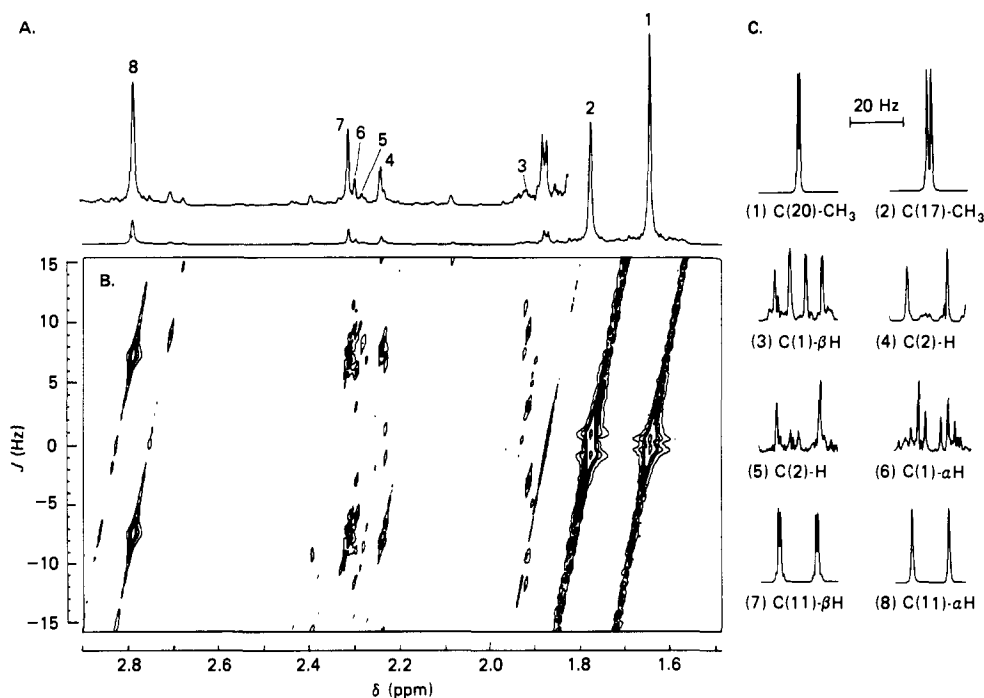 A.
1
C.
8
2
20 Hz
7
6
5
4
3
(1) C(20)-CH₃
(2) C(17)-CH₃
15
B.
10
5
0
−5
−10
−15
J (Hz)
(3) C(1)-βH
(4) C(2)-H
(5) C(2)-H
(6) C(1)-αH
(7) C(11)-βH
(8) C(11)-αH
2.8
2.6
2.4
2.2
2.0
1.8
1.6
δ (ppm)